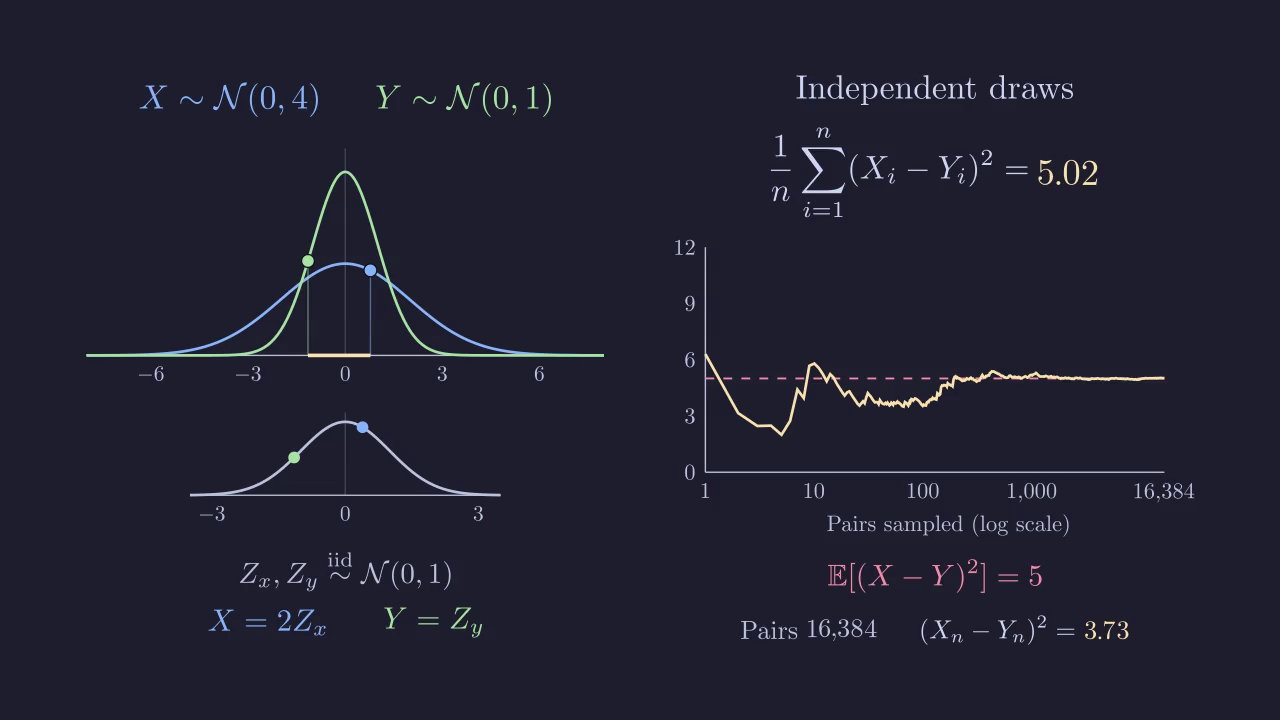 X ∼ 𝒩(0, 4) Y ∼ 𝒩(0, 1)
−6 −3 0 3 6
−3 0 3
Z_x, Z_y ∼^{iid} 𝒩(0, 1)
X = 2Z_x Y = Z_y
Independent draws
\frac{1}{n} \sum_{i=1}^{n} (X_i − Y_i)^2 = 5.02
12
9
6
3
0
1 10 100 1,000 16,384
Pairs sampled (log scale)
𝔼[(X − Y)^2] = 5
Pairs 16,384 (X_n − Y_n)^2 = 3.73